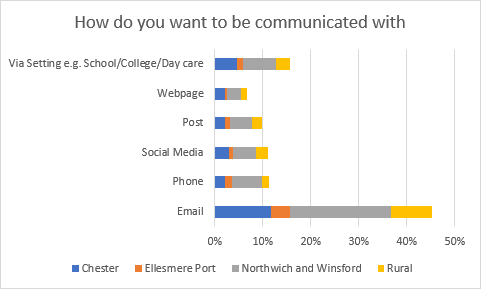 How do you want to be communicated with
Via Setting e.g. School/College/Day care
Webpage
Post
Social Media
Phone
Email
0% 10% 20% 30% 40% 50%
Chester Ellesmere Port Northwich and Winsford Rural